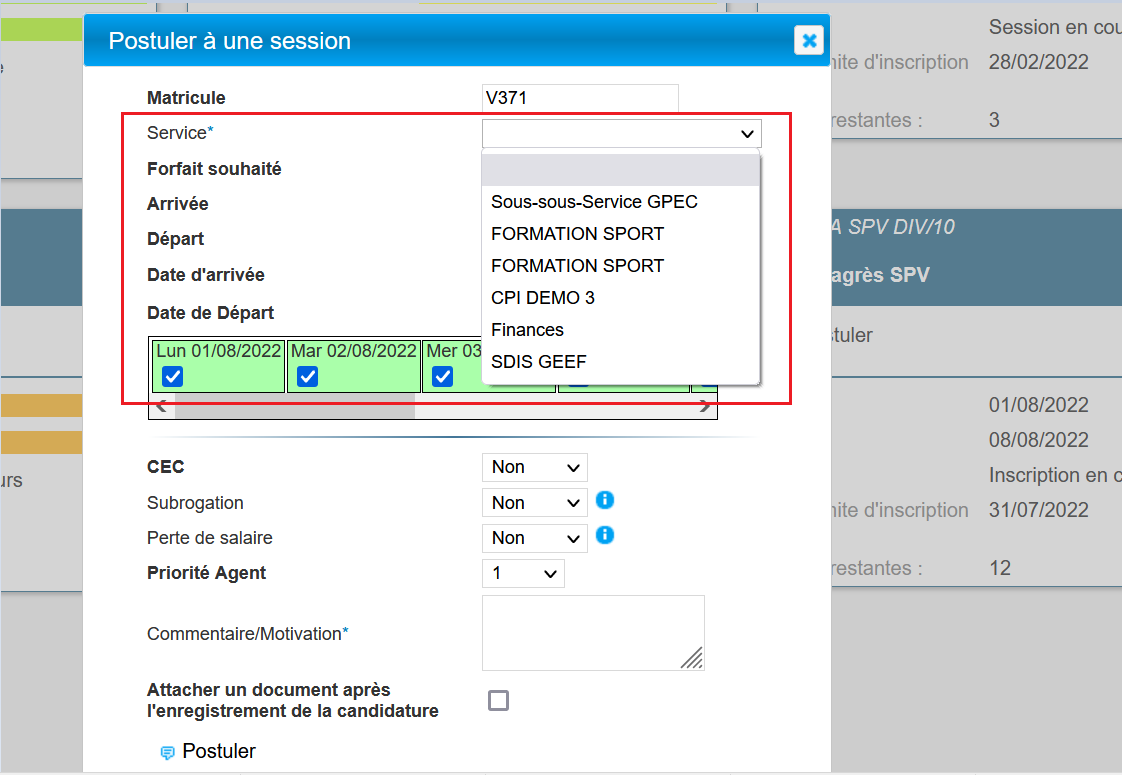 Session en cou
Postuler à une session
ite d'inscription 28/02/2022
Matricule V371
restantes : 3
Service*
Forfait souhaité
Sous-sous-Service GPEC
Arrivée
FORMATION SPORT
A SPV DIV/10
Départ
FORMATION SPORT
Date d'arrivée
agrès SPV
CPI DEMO 3
Date de Départ
Finances
tuler
Lun 01/08/2022 Mar 02/08/2022 Mer 03
SDIS GEEF
01/08/2022
08/08/2022
CEC Non
urs
Inscription en c
Subrogation Non
ite d'inscription 31/07/2022
Perte de salaire Non
restantes : 12
Priorité Agent 1
Commentaire/Motivation*
Attacher un document après
l'enregistrement de la candidature
Postuler